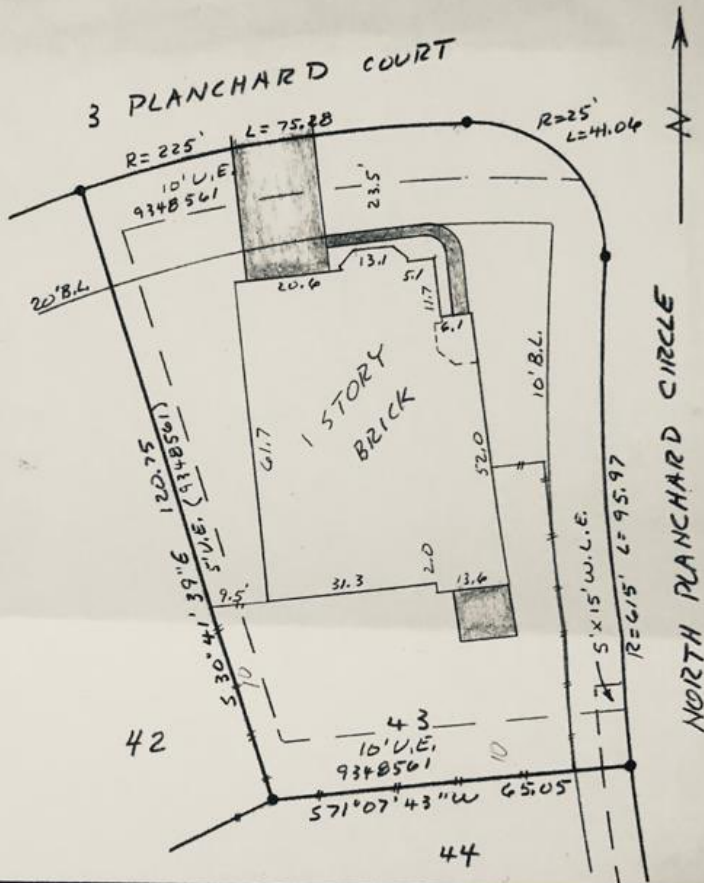 3 PLANCHARD COURT
R=225' L=75.28
R=25'
L=41.06
N
10' U.E.
9348561
23.5'
20' B.L.
20.6
13.1
5.1
11.7
6.1
10' B.L.
1 STORY
BRICK
61.7
52.0
120.75
S 30°41'39"E
5' U.E. (9348561)
NORTH PLANCHARD CIRCLE
R=615' L=95.97
5' X 15' W.L.E.
9.5'
31.3
2.0
13.6
10
42
43
10' U.E.
9348561
10
S71°07'43"W 65.05
44